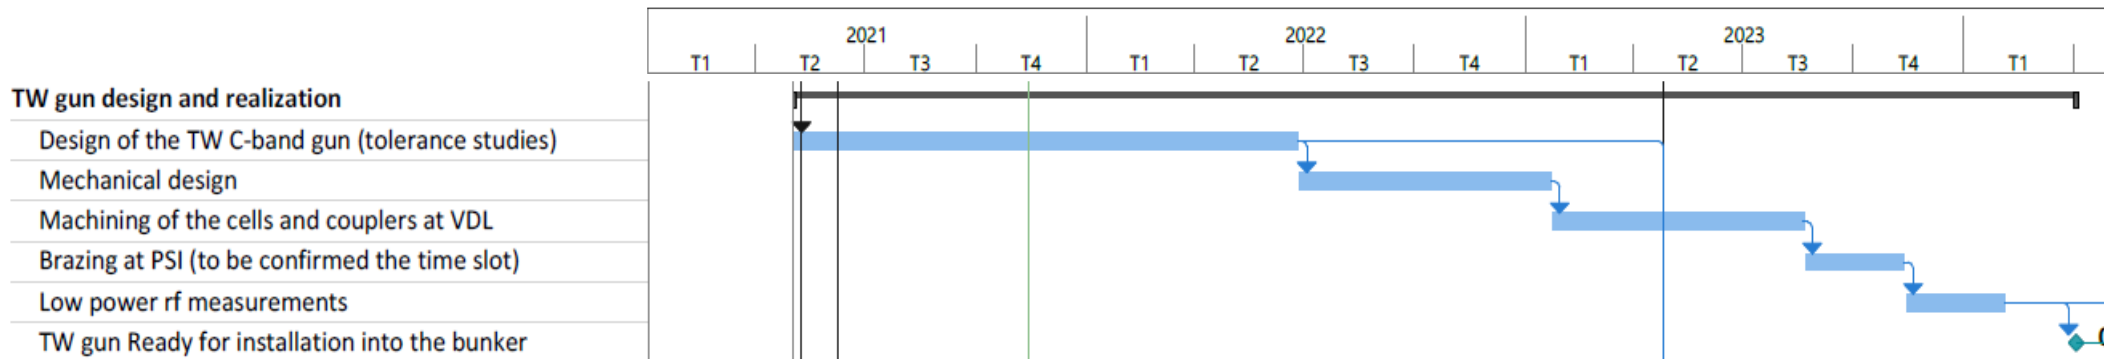 2021 2022 2023
T1 T2 T3 T4 T1 T2 T3 T4 T1 T2 T3 T4 T1
TW gun design and realization
Design of the TW C-band gun (tolerance studies)
Mechanical design
Machining of the cells and couplers at VDL
Brazing at PSI (to be confirmed the time slot)
Low power rf measurements
TW gun Ready for installation into the bunker